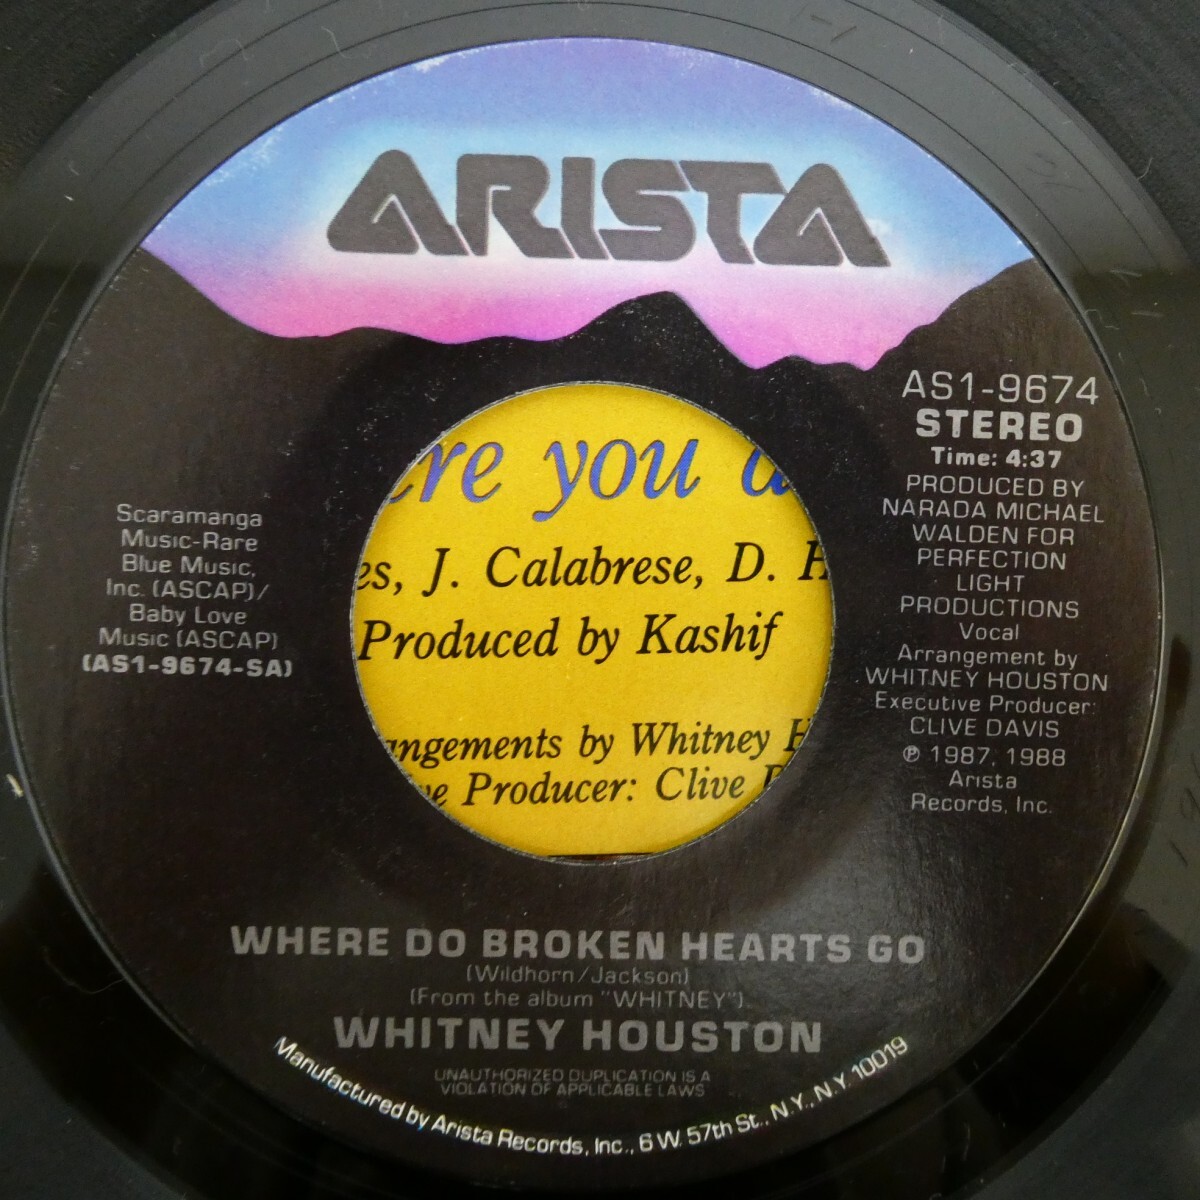 ARISTA
AS1-9674
STEREO
Time: 4:37
PRODUCED BY
NARADA MICHAEL
WALDEN FOR
PERFECTION
LIGHT
PRODUCTIONS
Vocal
Arrangement by
WHITNEY HOUSTON
Executive Producer:
CLIVE DAVIS
℗ 1987, 1988
Arista
Records, Inc.
Scaramanga
Music-Rare
Blue Music,
Inc. (ASCAP)/
Baby Love
Music (ASCAP)
(AS1-9674-SA)
you
J. Calabrese, D.
Produced by Kashif
by Whitney
Producer: Clive
WHERE DO BROKEN HEARTS GO
(Wildhorn/Jackson)
(From the album "WHITNEY").
WHITNEY HOUSTON
UNAUTHORIZED DUPLICATION IS A
VIOLATION OF APPLICABLE LAWS
Manufactured by Arista Records, Inc., 6 W. 57th St., N.Y., N.Y. 10019